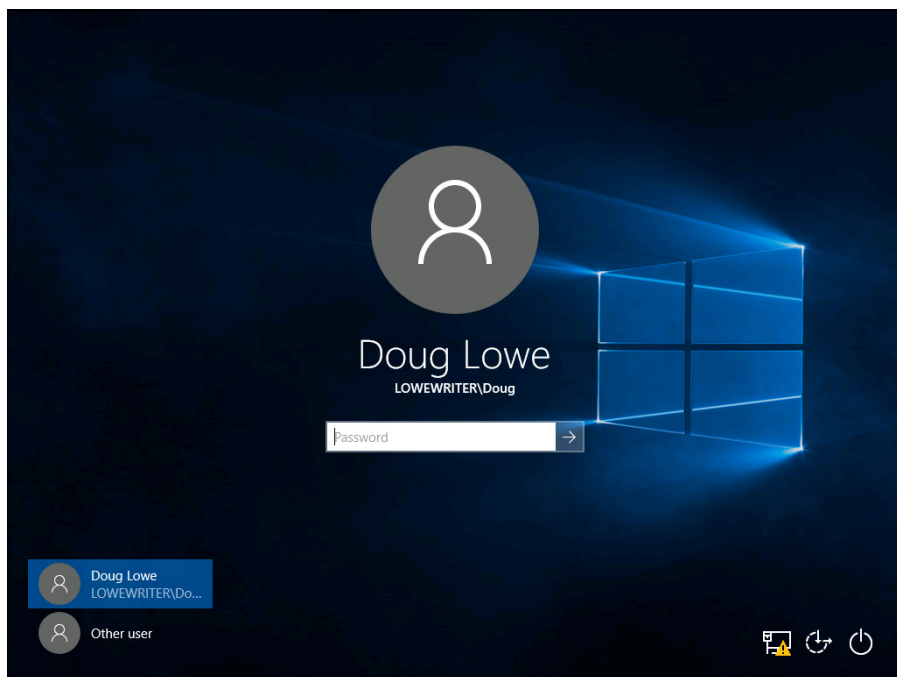 Doug Lowe
LOWEWRITER\Doug
Password
Doug Lowe
LOWEWRITER\Do...
Other user